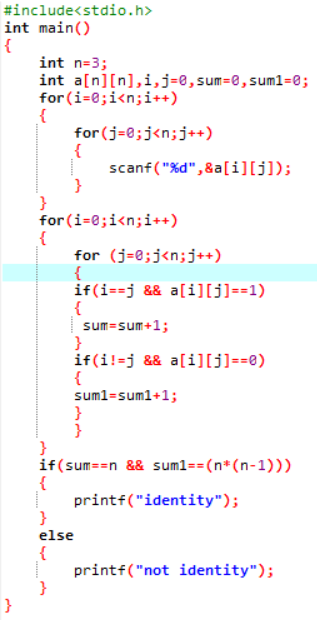 #include<stdio.h>
int main()
{
    int n=3;
    int a[n][n],i,j=0,sum=0,sum1=0;
    for(i=0;i<n;i++)
    {
        for(j=0;j<n;j++)
        {
            scanf("%d",&a[i][j]);
        }
    }
    for(i=0;i<n;i++)
    {
        for (j=0;j<n;j++)
        {
        if(i==j && a[i][j]==1)
        {
         sum=sum+1;
        }
        if(i!=j && a[i][j]==0)
        {
        sum1=sum1+1;
        }
        }
    }
    if(sum==n && sum1==(n*(n-1)))
    {
        printf("identity");
    }
    else
    {
        printf("not identity");
    }
}